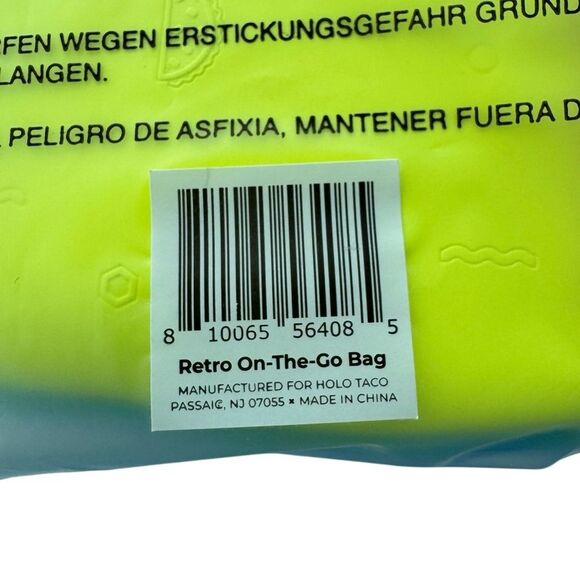 RFEN WEGEN ERSTICKUNGSGEFAHR GRUND
LANGEN.
PELIGRO DE ASFIXIA, MANTENER FUERA D
8 10065 56408 5
Retro On-The-Go Bag
MANUFACTURED FOR HOLO TACO
PASSAIC, NJ 07055 × MADE IN CHINA